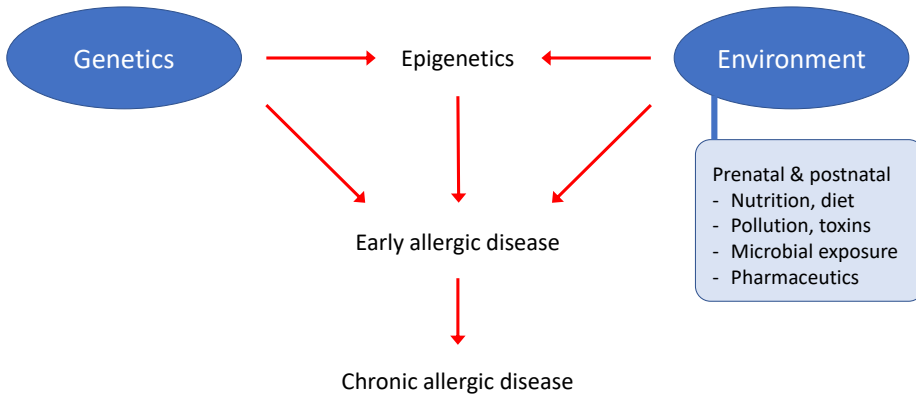 Genetics
Epigenetics
Environment
Prenatal & postnatal
- Nutrition, diet
- Pollution, toxins
- Microbial exposure
- Pharmaceutics
Early allergic disease
Chronic allergic disease